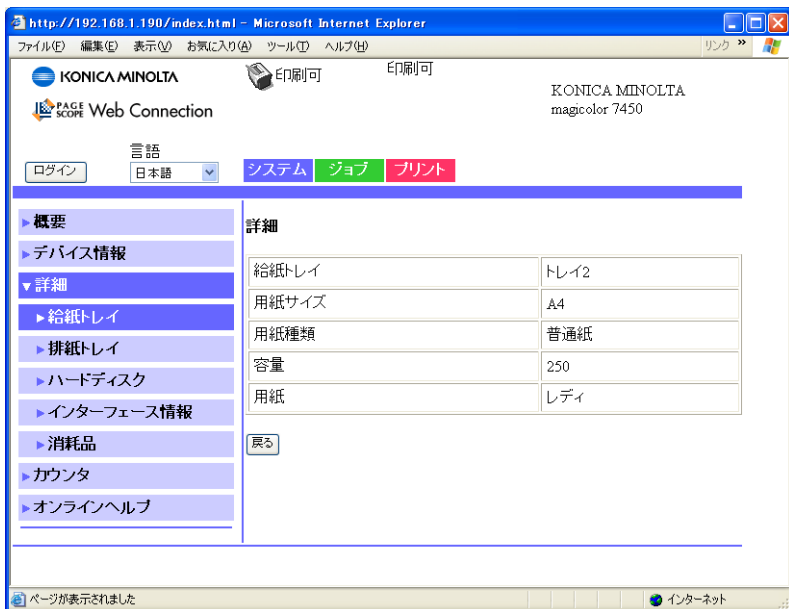 http://192.168.1.190/index.html - Microsoft Internet Explorer
ファイル(F) 編集(E) 表示(V) お気に入り(A) ツール(T) ヘルプ(H) リンク »
KONICA MINOLTA
印刷可
印刷可
KONICA MINOLTA
magicolor 7450
PAGE SCOPE Web Connection
言語
ログイン
日本語
システム
ジョブ
プリント
概要
デバイス情報
詳細
給紙トレイ
排紙トレイ
ハードディスク
インターフェース情報
消耗品
カウンタ
オンラインヘルプ
詳細
給紙トレイ トレイ2
用紙サイズ A4
用紙種類 普通紙
容量 250
用紙 レディ
戻る
ページが表示されました
インターネット